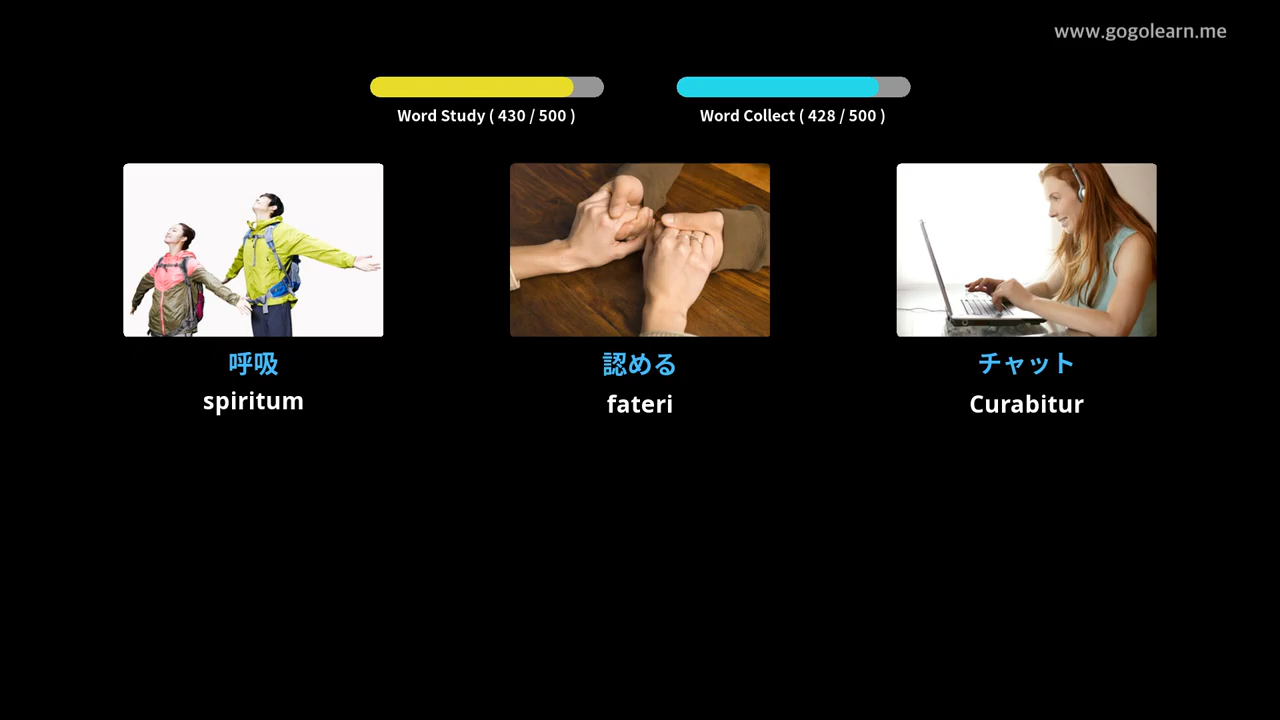 www.gogolearn.me
Word Study ( 430 / 500 )
Word Collect ( 428 / 500 )
呼吸
認める
チャット
spiritum
fateri
Curabitur